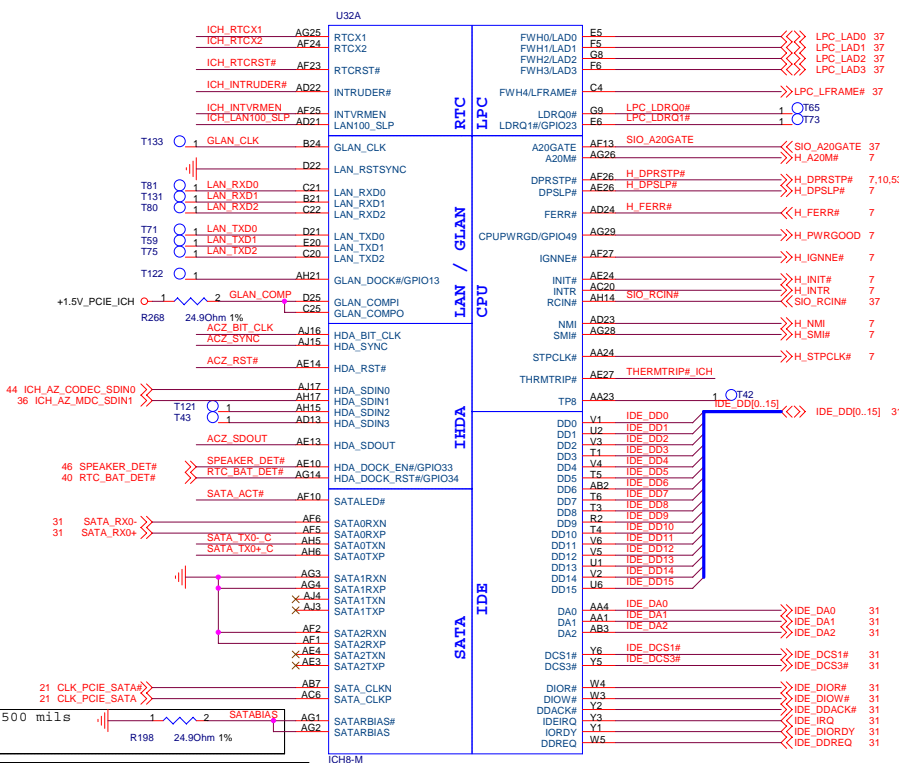 U32A
ICH_RTCX1 AG25 RTCX1 FWH0/LAD0 E5 LPC_LAD0 37
ICH_RTCX2 AF24 RTCX2 FWH1/LAD1 F5 LPC_LAD1 37
FWH2/LAD2 G8 LPC_LAD2 37
ICH_RTCRST# AF23 RTCRST# FWH3/LAD3 F6 LPC_LAD3 37
ICH_INTRUDER# AD22 INTRUDER# FWH4/LFRAME# C4 LPC_LFRAME# 37
ICH_INTVRMEN AF25 INTVRMEN LDRQ0# G9 LPC_LDRQ0# 1 T65
ICH_LAN100_SLP AD21 LAN100_SLP LDRQ1#/GPIO23 E6 LPC_LDRQ1# 1 T73
RTC LPC
T133 1 GLAN_CLK B24 GLAN_CLK A20GATE AF13 SIO_A20GATE SIO_A20GATE 37
A20M# AG26 H_A20M# 7
D22 LAN_RSTSYNC
DPRSTP# AF26 H_DPRSTP# H_DPRSTP# 7,10,53
T81 1 LAN_RXD0 C21 LAN_RXD0 DPSLP# AE26 H_DPSLP# H_DPSLP# 7
T131 1 LAN_RXD1 B21 LAN_RXD1
T80 1 LAN_RXD2 C22 LAN_RXD2 FERR# AD24 H_FERR# H_FERR# 7
T71 1 LAN_TXD0 D21 LAN_TXD0 CPUPWRGD/GPIO49 AG29 H_PWRGOOD 7
T59 1 LAN_TXD1 E20 LAN_TXD1
T75 1 LAN_TXD2 C20 LAN_TXD2 IGNNE# AF27 H_IGNNE# 7
T122 1 AH21 GLAN_DOCK#/GPIO13 INIT# AE24 H_INIT# 7
INTR AC20 H_INTR 7
+1.5V_PCIE_ICH 1 2 GLAN_COMP D25 GLAN_COMPI RCIN# AH14 SIO_RCIN# SIO_RCIN# 37
C25 GLAN_COMPO
R268 24.9Ohm 1%
LAN / GLAN CPU
ACZ_BIT_CLK AJ16 HDA_BIT_CLK NMI AD23 H_NMI 7
ACZ_SYNC AJ15 HDA_SYNC SMI# AG28 H_SMI# 7
ACZ_RST# AE14 HDA_RST# STPCLK# AA24 H_STPCLK# 7
THRMTRIP# AE27 THERMTRIP#_ICH
44 ICH_AZ_CODEC_SDIN0 AJ17 HDA_SDIN0
36 ICH_AZ_MDC_SDIN1 AH17 HDA_SDIN1 TP8 AA23 1 T42
T121 1 AH15 HDA_SDIN2 IDE_DD[0..15] IDE_DD[0..15] 31
T43 1 AD13 HDA_SDIN3
ACZ_SDOUT AE13 HDA_SDOUT
46 SPEAKER_DET# SPEAKER_DET# AE10 HDA_DOCK_EN#/GPIO33
40 RTC_BAT_DET# RTC_BAT_DET# AG14 HDA_DOCK_RST#/GPIO34
IHDA
SATA_ACT# AF10 SATALED#
DD0 V1 IDE_DD0
DD1 U2 IDE_DD1
DD2 V3 IDE_DD2
DD3 T1 IDE_DD3
DD4 V4 IDE_DD4
DD5 T5 IDE_DD5
DD6 AB2 IDE_DD6
DD7 T6 IDE_DD7
DD8 T3 IDE_DD8
DD9 R2 IDE_DD9
DD10 T4 IDE_DD10
DD11 V6 IDE_DD11
DD12 V5 IDE_DD12
DD13 U1 IDE_DD13
DD14 V2 IDE_DD14
DD15 U6 IDE_DD15
31 SATA_RX0- AF6 SATA0RXN
31 SATA_RX0+ AF5 SATA0RXP
SATA_TX0-_C AH5 SATA0TXN
SATA_TX0+_C AH6 SATA0TXP
AG3 SATA1RXN
AG4 SATA1RXP
AJ4 SATA1TXN
AJ3 SATA1TXP
AF2 SATA2RXN
AF1 SATA2RXP
AE4 SATA2TXN
AE3 SATA2TXP
SATA IDE
DA0 AA4 IDE_DA0 IDE_DA0 31
DA1 AA1 IDE_DA1 IDE_DA1 31
DA2 AB3 IDE_DA2 IDE_DA2 31
DCS1# Y6 IDE_DCS1# IDE_DCS1# 31
DCS3# Y5 IDE_DCS3# IDE_DCS3# 31
21 CLK_PCIE_SATA# AB7 SATA_CLKN DIOR# W4 IDE_DIOR# 31
21 CLK_PCIE_SATA AC6 SATA_CLKP DIOW# W3 IDE_DIOW# 31
DDACK# Y2 IDE_DDACK# 31
500 mils 1 2 SATABIAS AG1 SATARBIAS# IDEIRQ Y3 IDE_IRQ 31
AG2 SATARBIAS IORDY Y1 IDE_DIORDY 31
R198 24.9Ohm 1% DDREQ W5 IDE_DDREQ 31
ICH8-M